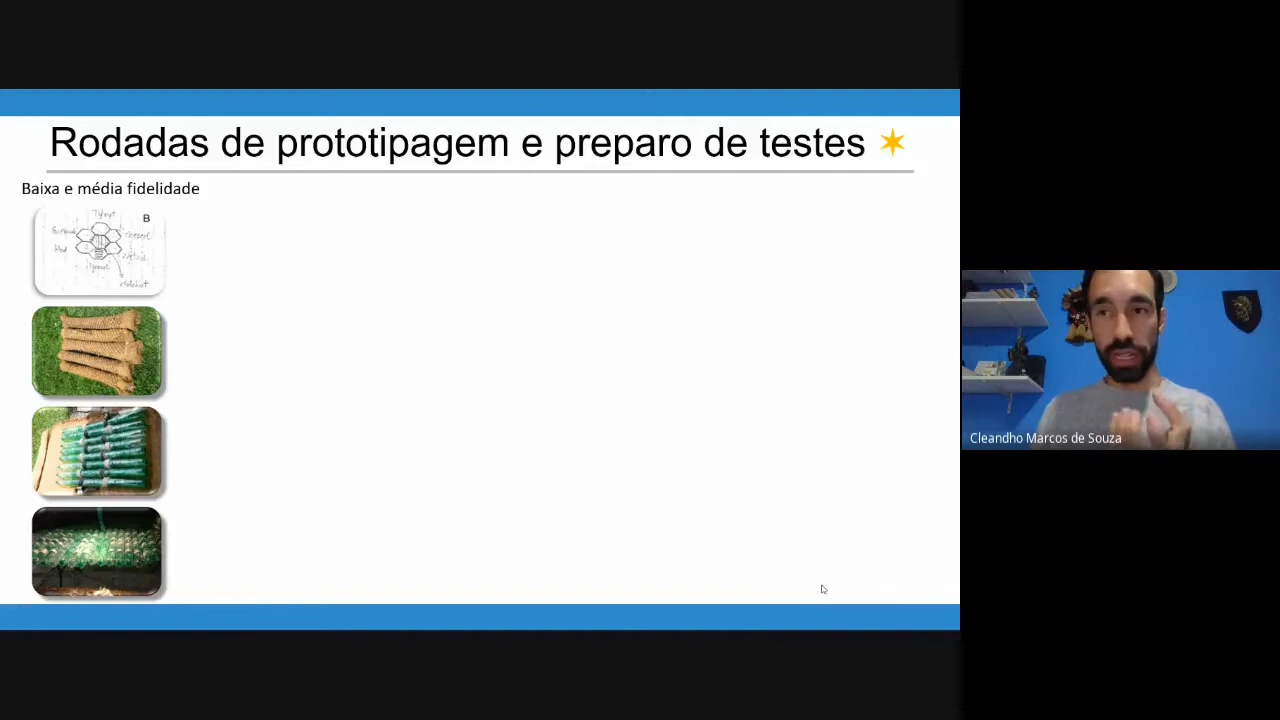 Rodadas de prototipagem e preparo de testes
Baixa e média fidelidade
B
Cleandho Marcos de Souza